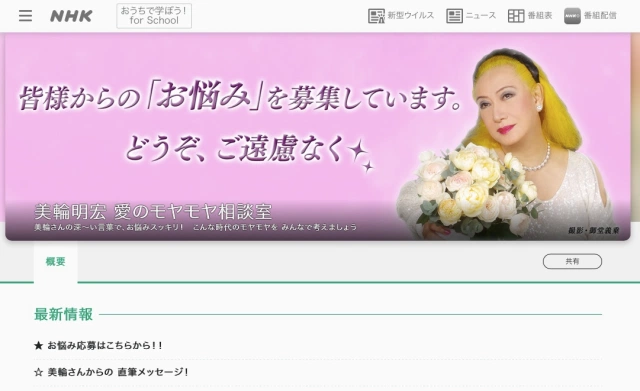 NHK
おうちで学ぼう！
for School
新型ウイルス
ニュース
番組表
番組配信
皆様からの「お悩み」を募集しています。
どうぞ、ご遠慮なく
美輪明宏 愛のモヤモヤ相談室
美輪さんの深～い言葉で、お悩みスッキリ！ こんな時代のモヤモヤを みんなで考えましょう
撮影・御堂義乗
概要
共有
最新情報
★ お悩み応募はこちらから！！
☆ 美輪さんからの 直筆メッセージ！